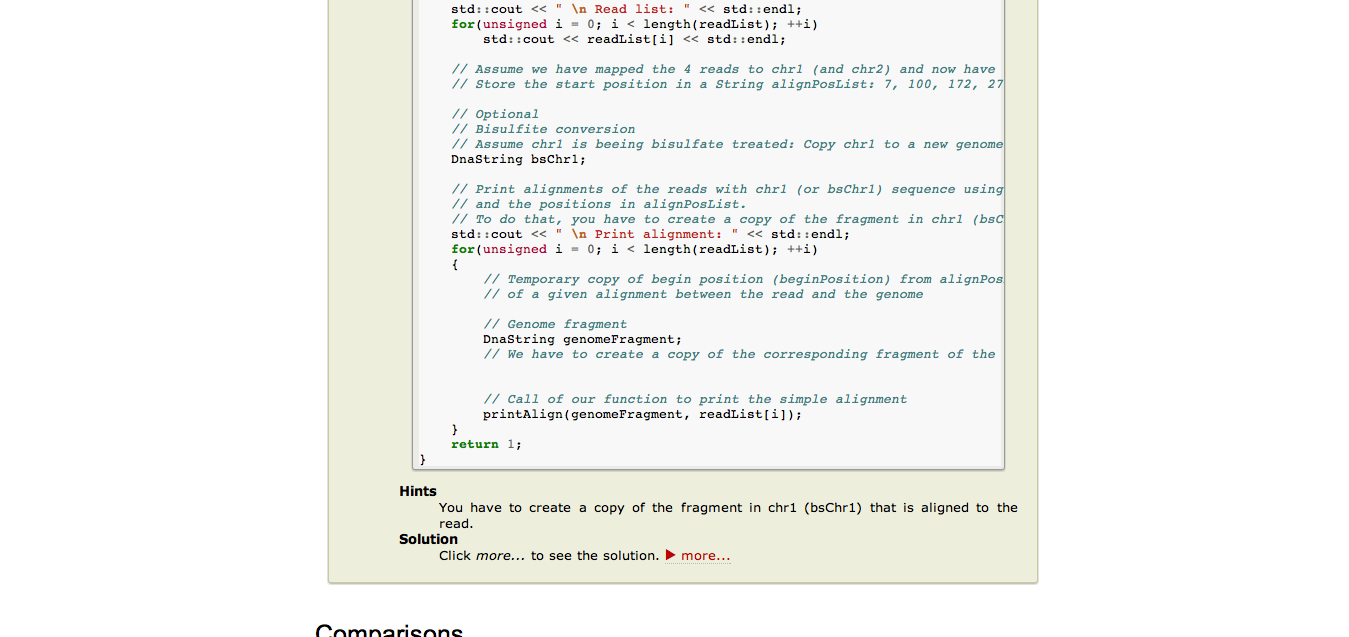 std::cout << " \n Read list: " << std::endl;
for(unsigned i = 0; i < length(readList); ++i)
    std::cout << readList[i] << std::endl;
// Assume we have mapped the 4 reads to chr1 (and chr2) and now have
// Store the start position in a String alignPosList: 7, 100, 172, 27
// Optional
// Bisulfite conversion
// Assume chr1 is beeing bisulfate treated: Copy chr1 to a new genome
DnaString bsChr1;
// Print alignments of the reads with chr1 (or bsChr1) sequence using
// and the positions in alignPosList.
// To do that, you have to create a copy of the fragment in chr1 (bsC
std::cout << " \n Print alignment: " << std::endl;
for(unsigned i = 0; i < length(readList); ++i)
{
    // Temporary copy of begin position (beginPosition) from alignPos
    // of a given alignment between the read and the genome
    // Genome fragment
    DnaString genomeFragment;
    // We have to create a copy of the corresponding fragment of the
    // Call of our function to print the simple alignment
    printAlign(genomeFragment, readList[i]);
}
return 1;
}
Hints
You have to create a copy of the fragment in chr1 (bsChr1) that is aligned to the
read.
Solution
Click more... to see the solution. ▶ more...
Comparisons